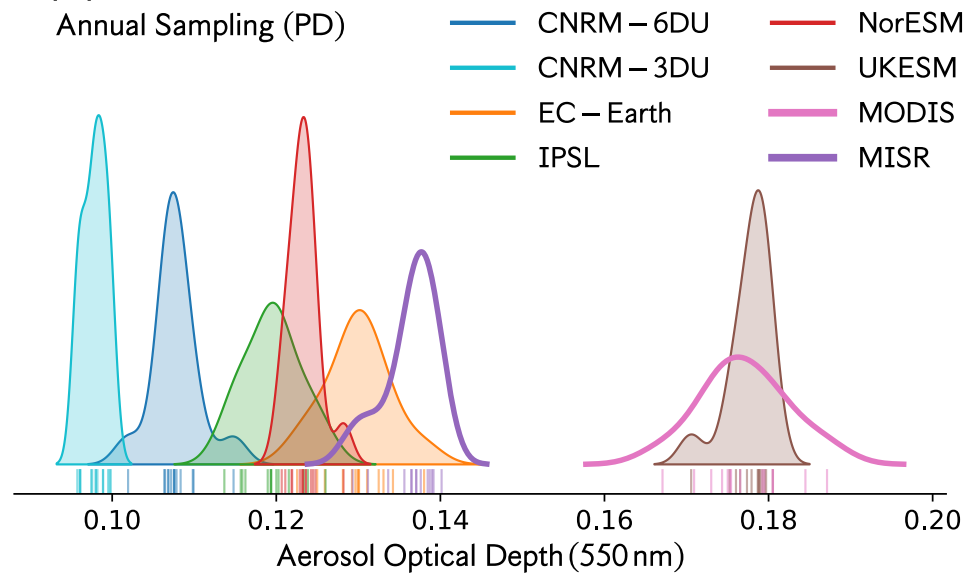 Annual Sampling (PD)
CNRM – 6DU
CNRM – 3DU
EC – Earth
IPSL
NorESM
UKESM
MODIS
MISR
0.10 0.12 0.14 0.16 0.18 0.20
Aerosol Optical Depth (550 nm)